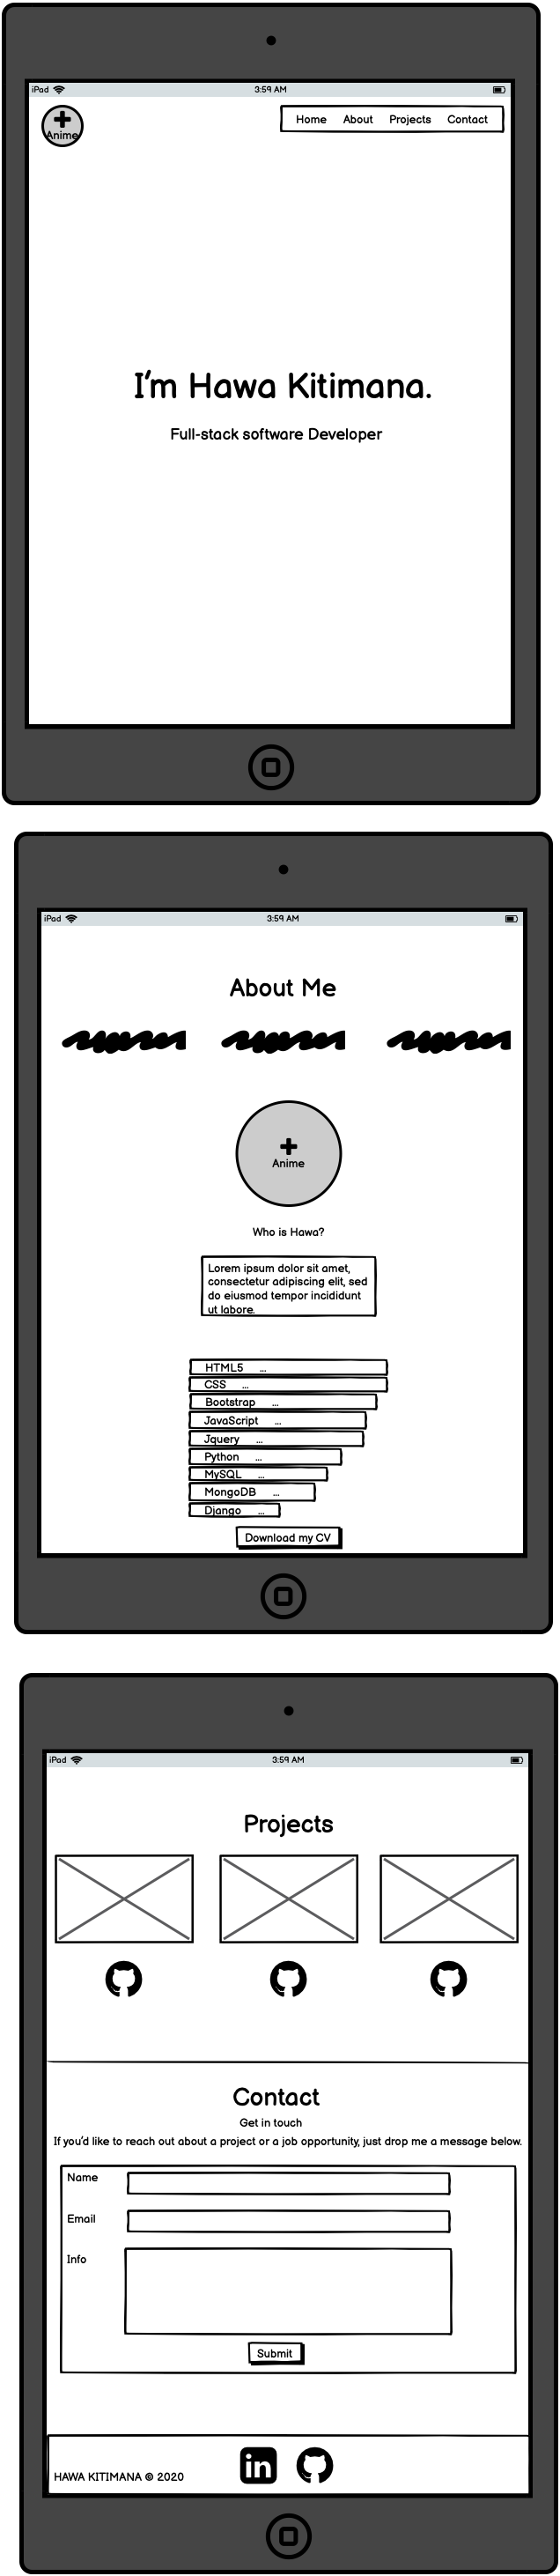 iPad 3:59 AM
Anime
Home About Projects Contact
I'm Hawa Kitimana.
Full-stack software Developer
iPad 3:59 AM
About Me
Anime
Who is Hawa?
Lorem ipsum dolor sit amet,
consectetur adipiscing elit, sed
do eiusmod tempor incididunt
ut labore.
HTML5 ...
CSS ...
Bootstrap ...
JavaScript ...
Jquery ...
Python ...
MySQL ...
MongoDB ...
Django ...
Download my CV
iPad 3:59 AM
Projects
Contact
Get in touch
If you'd like to reach out about a project or a job opportunity, just drop me a message below.
Name
Email
Info
Submit
HAWA KITIMANA © 2020
in